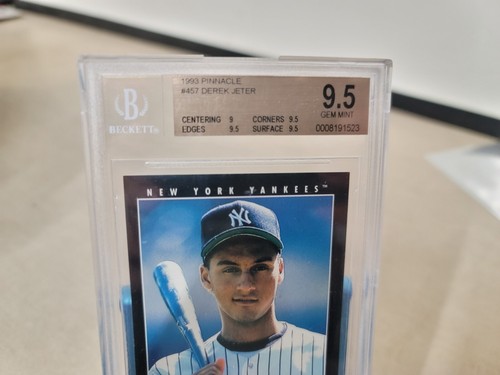 1993 PINNACLE
#457 DEREK JETER
9.5
GEM MINT
CENTERING 9 CORNERS 9.5
EDGES 9.5 SURFACE 9.5
0008191523
B
BECKETT®
NEW YORK YANKEES™
NY